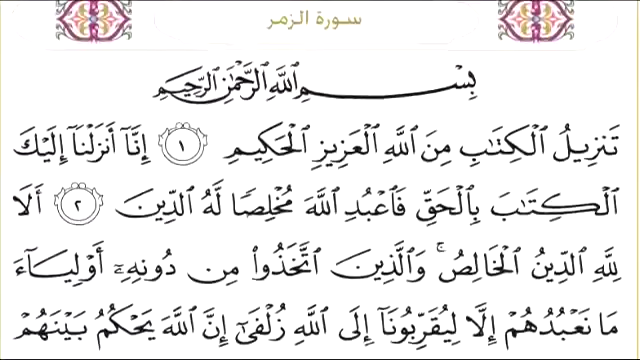 سورة الزمر
بِسْمِ ٱللَّهِ ٱلرَّحْمَٰنِ ٱلرَّحِيمِ
تَنزِيلُ ٱلْكِتَٰبِ مِنَ ٱللَّهِ ٱلْعَزِيزِ ٱلْحَكِيمِ ١ إِنَّآ أَنزَلْنَآ إِلَيْكَ
ٱلْكِتَٰبَ بِٱلْحَقِّ فَٱعْبُدِ ٱللَّهَ مُخْلِصًا لَّهُ ٱلدِّينَ ٢ أَلَا
لِلَّهِ ٱلدِّينُ ٱلْخَالِصُ ۚ وَٱلَّذِينَ ٱتَّخَذُوا۟ مِن دُونِهِۦٓ أَوْلِيَآءَ
مَا نَعْبُدُهُمْ إِلَّا لِيُقَرِّبُونَآ إِلَى ٱللَّهِ زُلْفَىٰٓ إِنَّ ٱللَّهَ يَحْكُمُ بَيْنَهُمْ